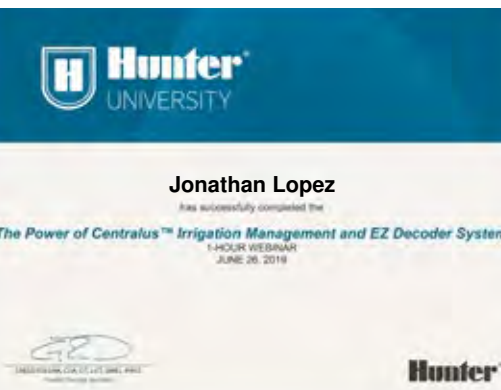 Hunter®
UNIVERSITY
Jonathan Lopez
has successfully completed the
The Power of Centralus™ Irrigation Management and EZ Decoder System
1-HOUR WEBINAR
JUNE 26, 2019
Hunter®